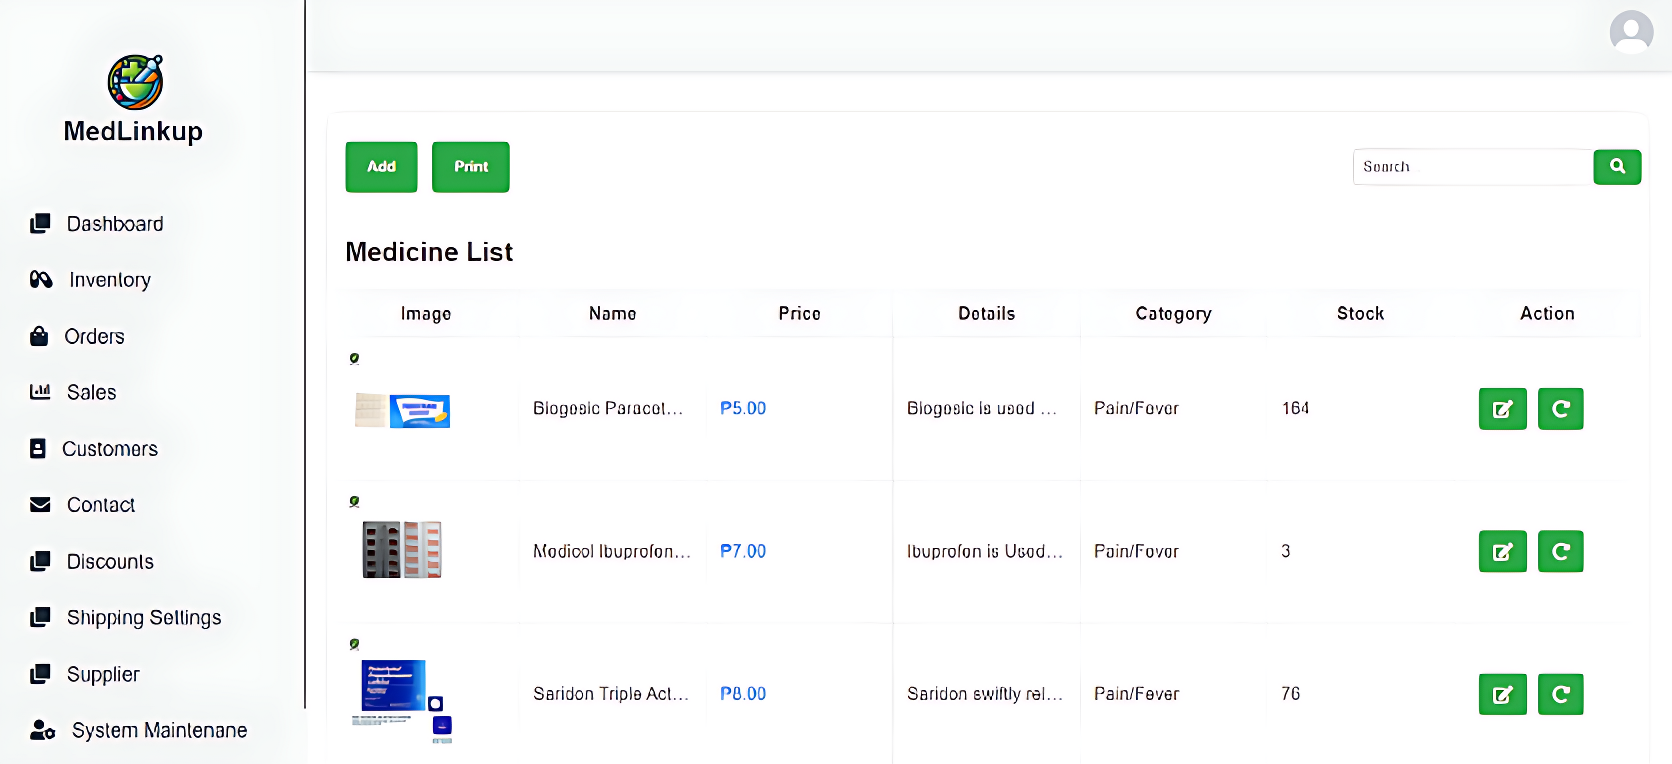 MedLinkup
Dashboard
Inventory
Orders
Sales
Customers
Contact
Discounts
Shipping Settings
Supplier
System Maintenane
Add
Print
Search
Medicine List
Image Name Price Details Category Stock Action
Biogesic Paracet... ₱5.00 Biogesic is used ... Pain/Fever 164
Medicol Ibuprofen... ₱7.00 Ibuprofen is Used... Pain/Fever 3
Saridon Triple Act... ₱8.00 Saridon swiftly rel... Pain/Fever 76